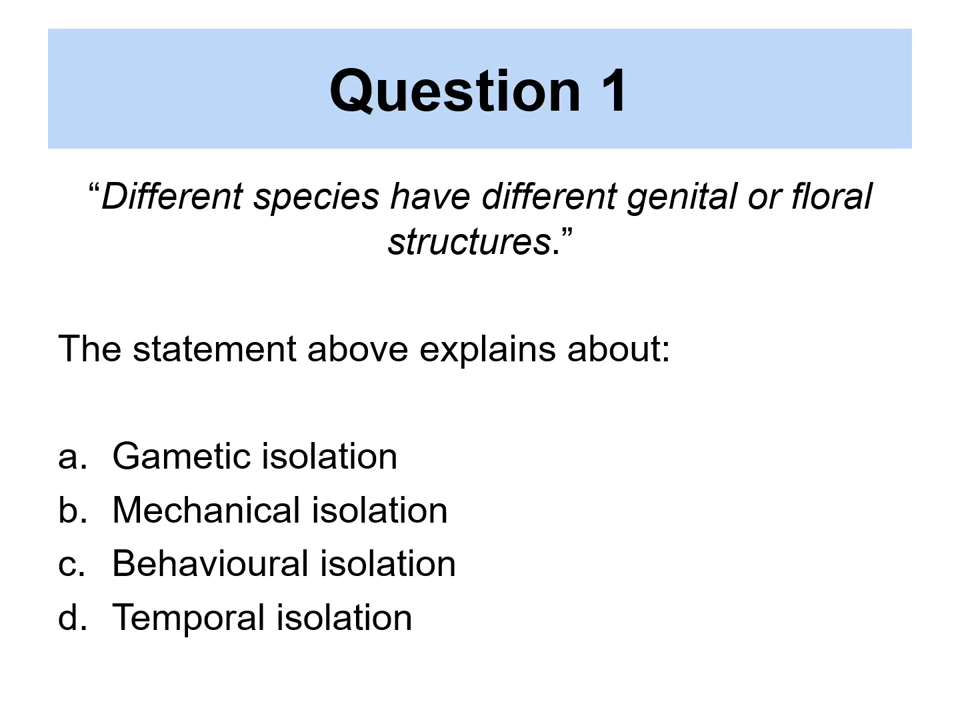 Question 1
“Different species have different genital or floral
structures.”
The statement above explains about:
a. Gametic isolation
b. Mechanical isolation
c. Behavioural isolation
d. Temporal isolation